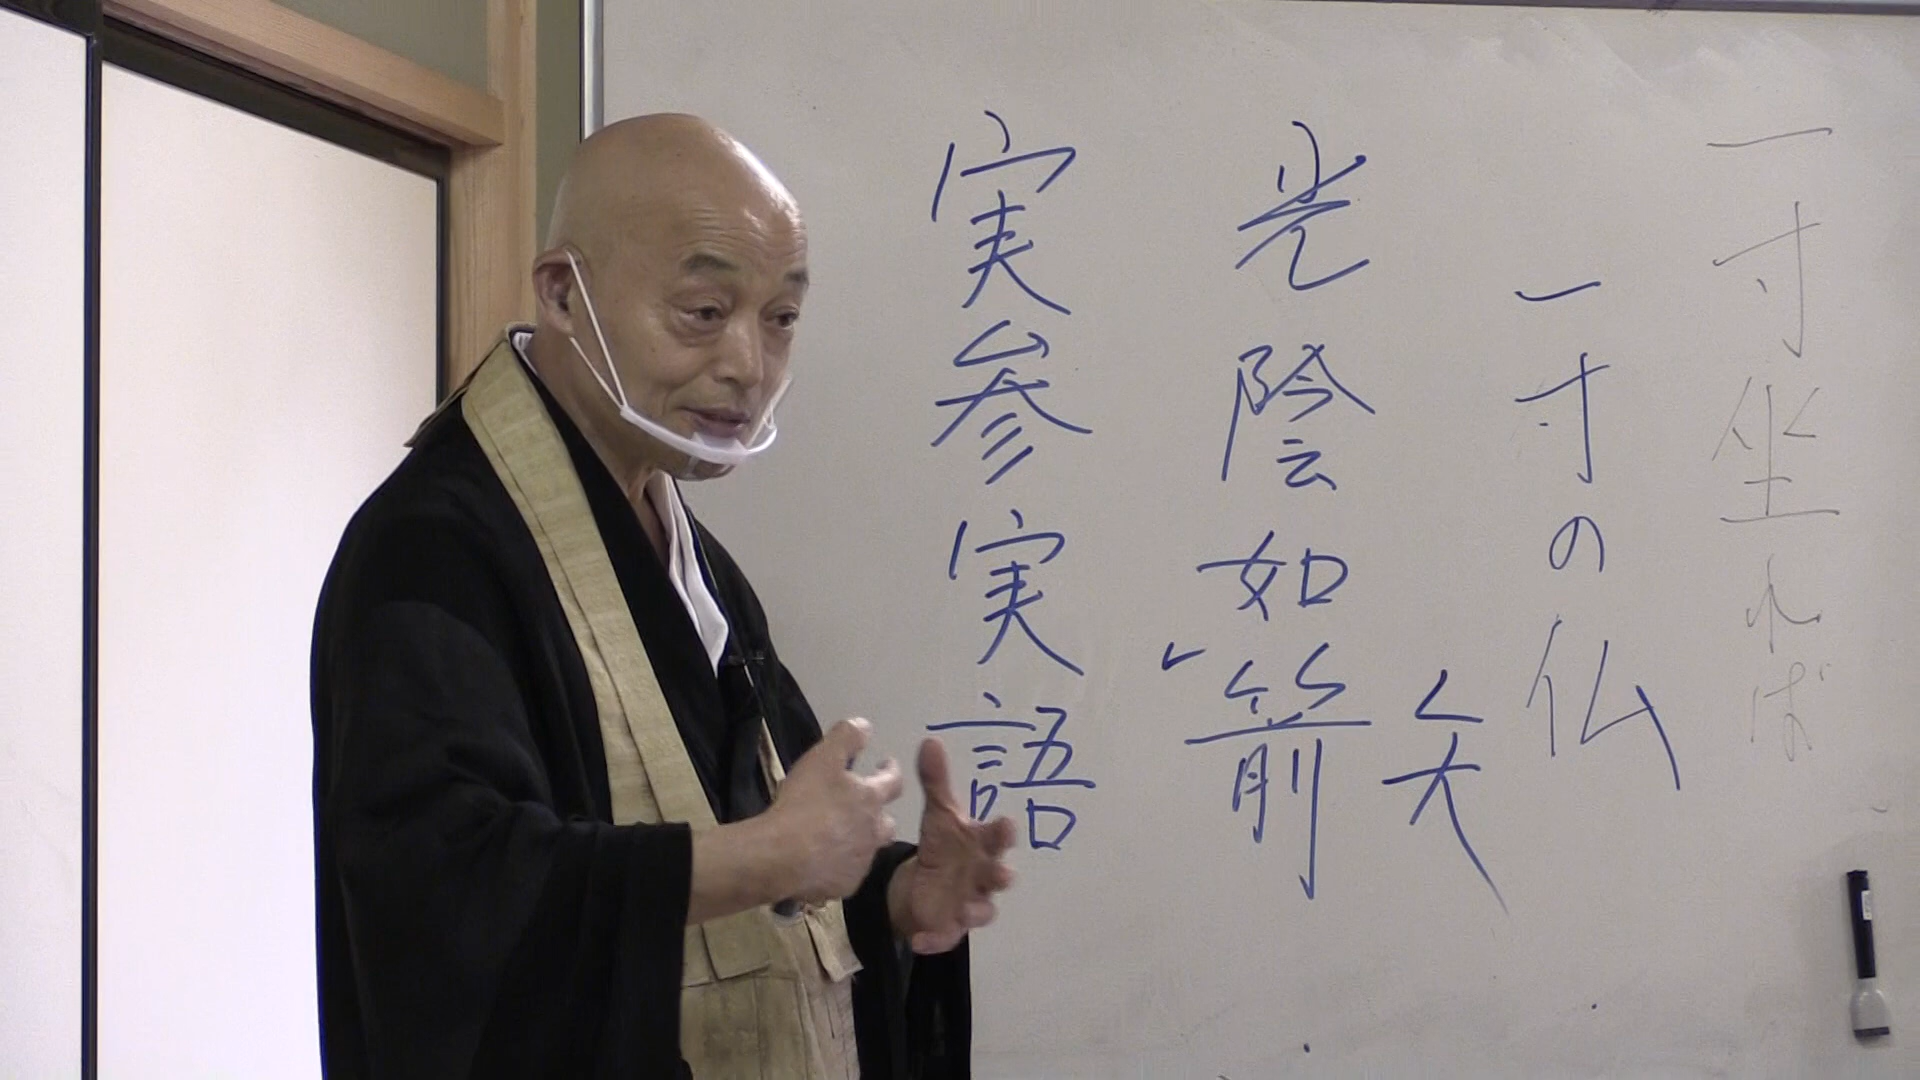 一寸坐れば
一寸の仏
矢
光陰如箭
実参実語